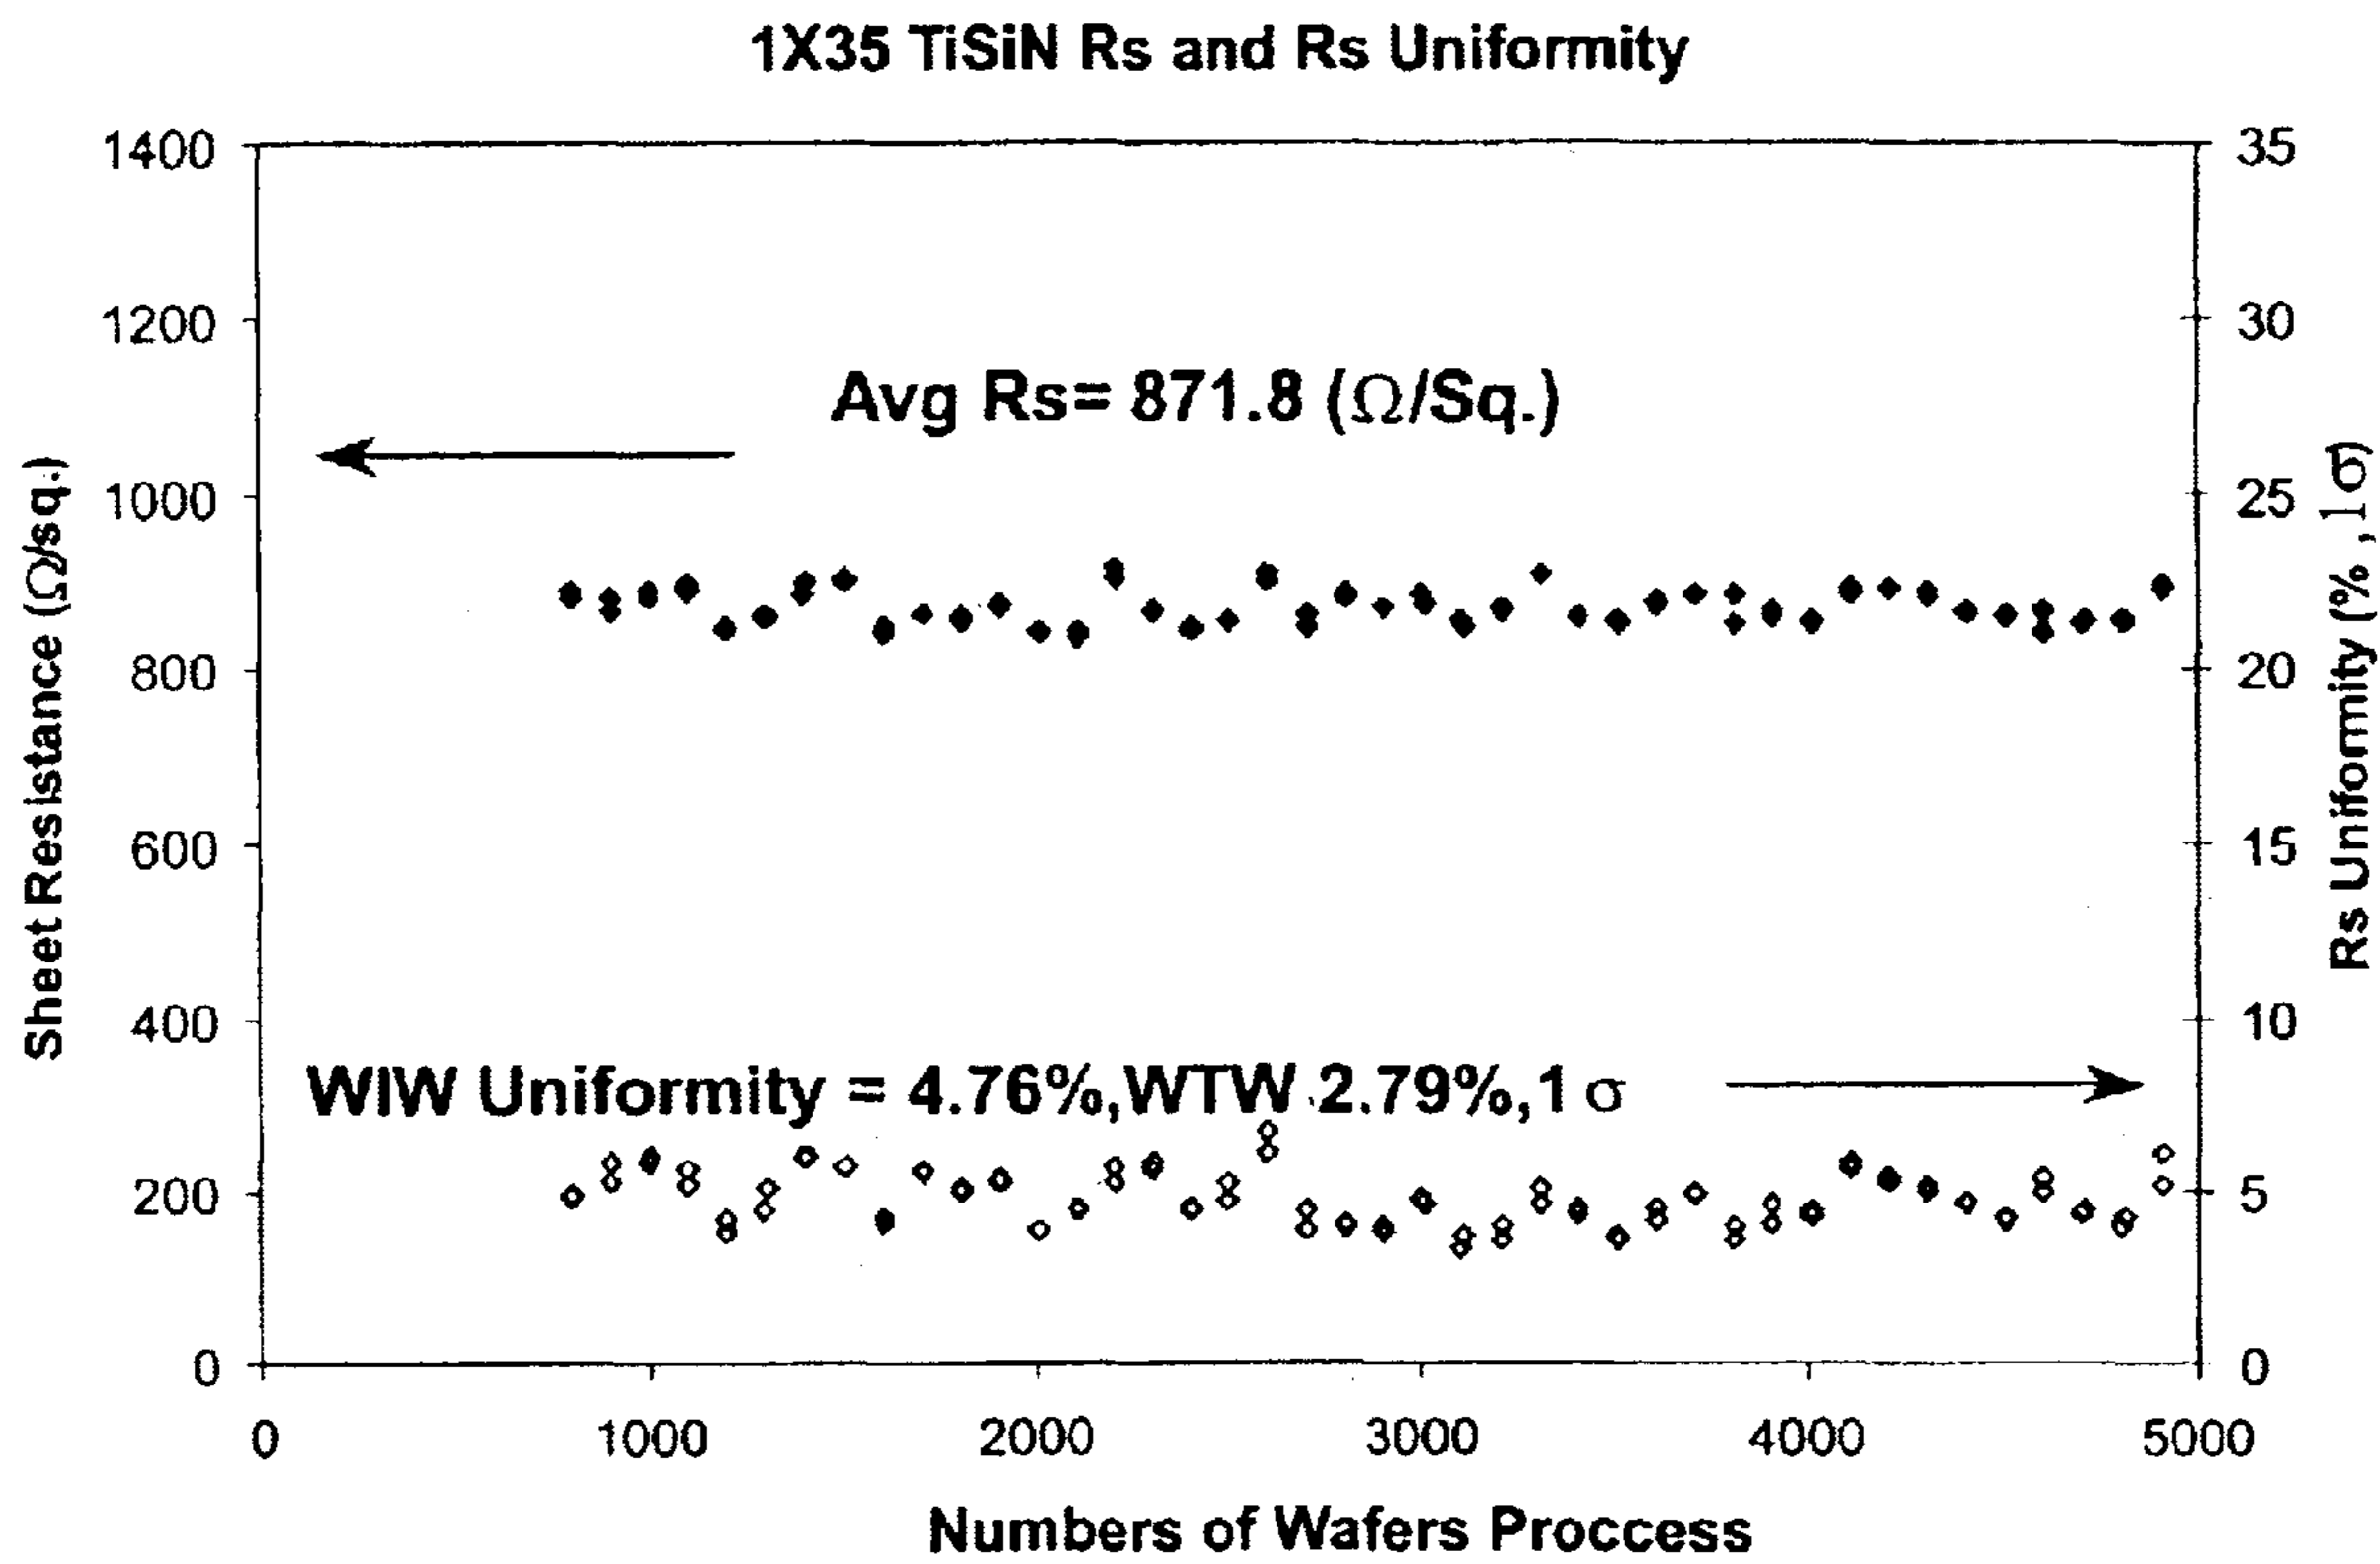 1X35 TiSiN Rs and Rs Uniformity
1400
1200
1000
800
600
400
200
0
Sheet Resistance (Ω/sq.)
Avg Rs= 871.8 (Ω/Sq.)
WIW Uniformity = 4.76%,WTW 2.79%,1 σ
35
30
25
20
15
10
5
0
Rs Uniformity (% ,1σ)
0 1000 2000 3000 4000 5000
Numbers of Wafers Proccess